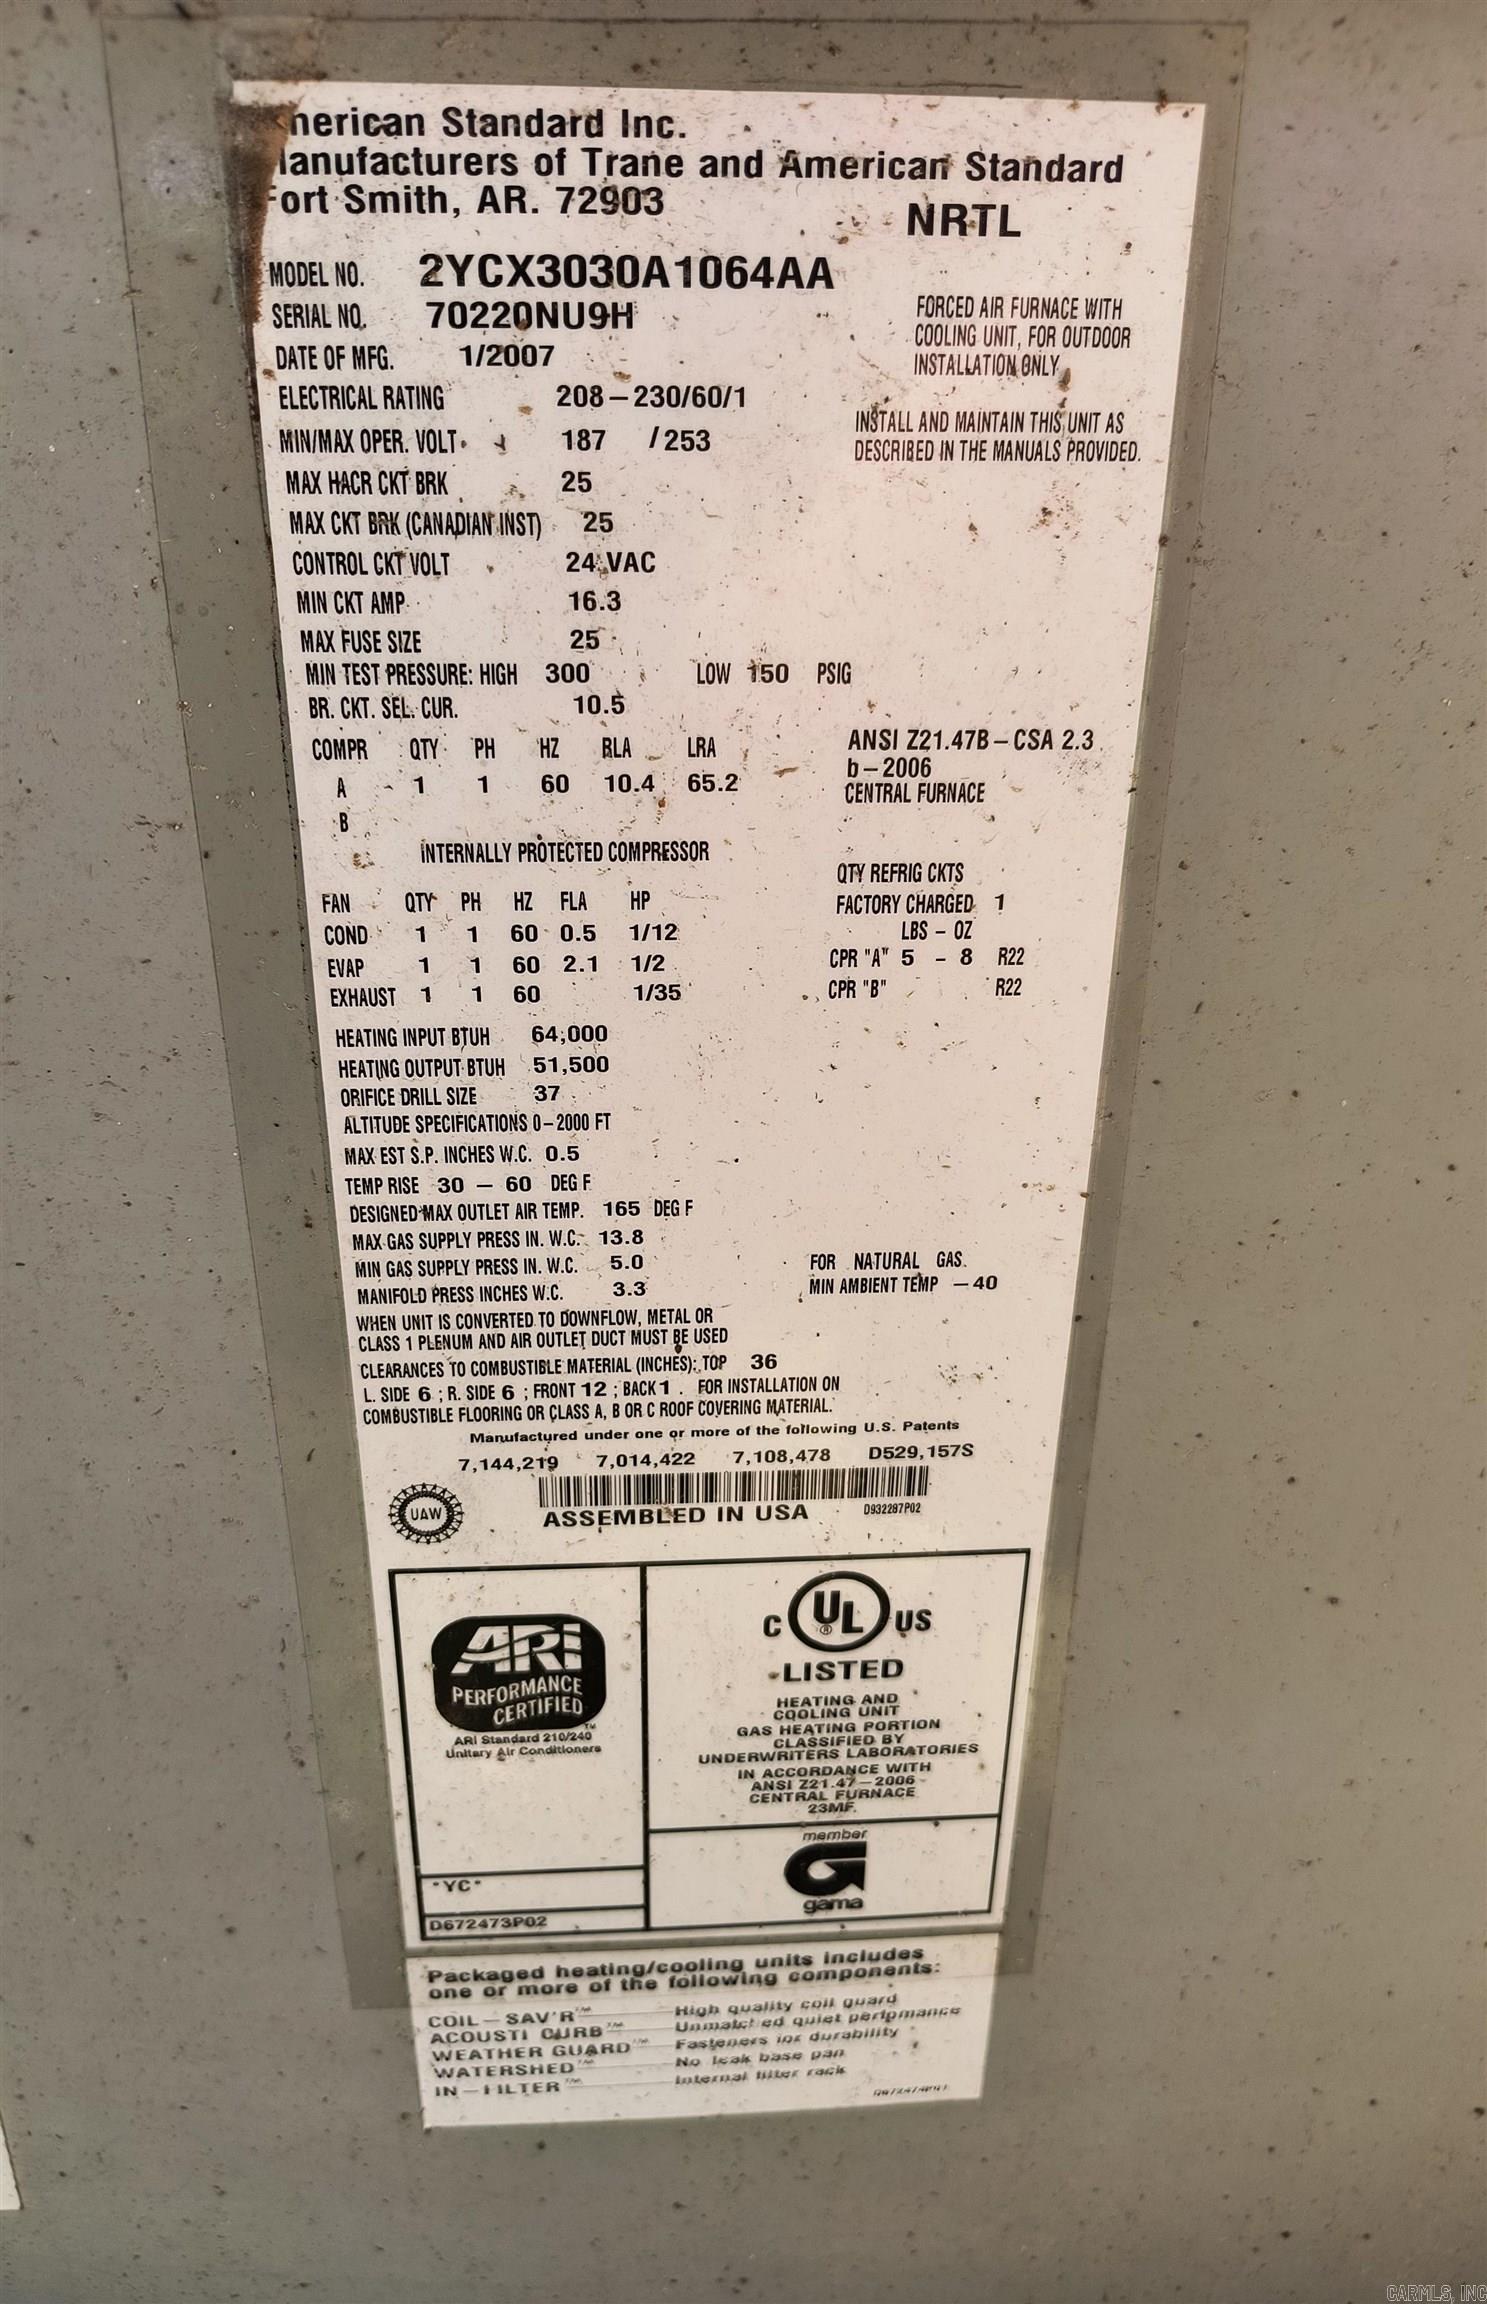 merican Standard Inc.
anufacturers of Trane and American Standard
Fort Smith, AR. 72903
NRTL
MODEL NO. 2YCX3030A1064AA
SERIAL NO. 70220NU9H
FORCED AIR FURNACE WITH
COOLING UNIT, FOR OUTDOOR
INSTALLATION ONLY
DATE OF MFG. 1/2007
ELECTRICAL RATING 208-230/60/1
INSTALL AND MAINTAIN THIS UNIT AS
DESCRIBED IN THE MANUALS PROVIDED.
MIN/MAX OPER. VOLT. 187 / 253
MAX HACR CKT BRK 25
MAX CKT BRK (CANADIAN INST) 25
CONTROL CKT VOLT 24 VAC
MIN CKT AMP 16.3
MAX FUSE SIZE 25
MIN TEST PRESSURE: HIGH 300 LOW 150 PSIG
BR. CKT. SEL. CUR. 10.5
COMPR QTY PH HZ RLA LRA
A 1 1 60 10.4 65.2
B
ANSI Z21.47B-CSA 2.3
b-2006
CENTRAL FURNACE
INTERNALLY PROTECTED COMPRESSOR
FAN QTY PH HZ FLA HP
COND 1 1 60 0.5 1/12
EVAP 1 1 60 2.1 1/2
EXHAUST 1 1 60 1/35
QTY REFRIG CKTS
FACTORY CHARGED 1
LBS - OZ
CPR "A" 5 - 8 R22
CPR "B" R22
HEATING INPUT BTUH 64,000
HEATING OUTPUT BTUH 51,500
ORIFICE DRILL SIZE 37
ALTITUDE SPECIFICATIONS 0-2000 FT
MAX EST S.P. INCHES W.C. 0.5
TEMP RISE 30 - 60 DEG F
DESIGNED MAX OUTLET AIR TEMP. 165 DEG F
MAX GAS SUPPLY PRESS IN. W.C. 13.8
MIN GAS SUPPLY PRESS IN. W.C. 5.0
MANIFOLD PRESS INCHES W.C. 3.3
FOR NATURAL GAS
MIN AMBIENT TEMP -40
WHEN UNIT IS CONVERTED TO DOWNFLOW, METAL OR
CLASS 1 PLENUM AND AIR OUTLET DUCT MUST BE USED
CLEARANCES TO COMBUSTIBLE MATERIAL (INCHES): TOP 36
L. SIDE 6 ; R. SIDE 6 ; FRONT 12 ; BACK 1 . FOR INSTALLATION ON
COMBUSTIBLE FLOORING OR CLASS A, B OR C ROOF COVERING MATERIAL.
Manufactured under one or more of the following U.S. Patents
7,144,219 7,014,422 7,108,478 D529,157S
UAW
ASSEMBLED IN USA D932287P02
ARI
PERFORMANCE
CERTIFIED
TM
ARI Standard 210/240
Unitary Air Conditioners
"YC"
D672473P02
C UL US
®
LISTED
HEATING AND
COOLING UNIT
GAS HEATING PORTION
CLASSIFIED BY
UNDERWRITERS LABORATORIES
IN ACCORDANCE WITH
ANSI Z21.47-2006
CENTRAL FURNACE
23MF
member
gama
Packaged heating/cooling units includes
one or more of the following components:
COIL-SAV'R™ High quality coil guard
ACOUSTI CURB™ Unmatched quiet performance
WEATHER GUARD™ Fasteners for durability
WATERSHED™ No leak base pan
IN-FILTER™ Internal filter rack
CARMLS, INC